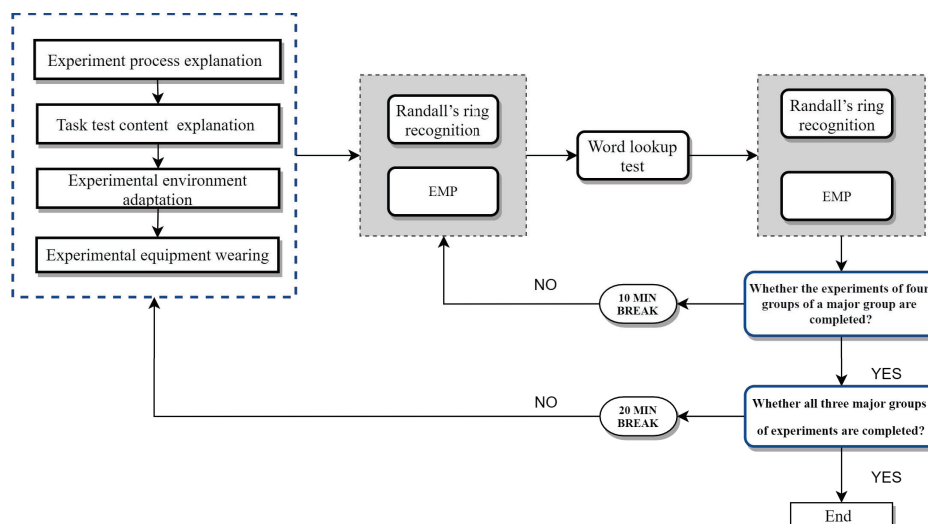 Experiment process explanation
Task test content explanation
Experimental environment
adaptation
Experimental equipment wearing
Randall's ring
recognition
EMP
Word lookup
test
Randall's ring
recognition
EMP
Whether the experiments of four
groups of a major group are
completed?
NO
10 MIN
BREAK
YES
Whether all three major groups
of experiments are completed?
NO
20 MIN
BREAK
YES
End